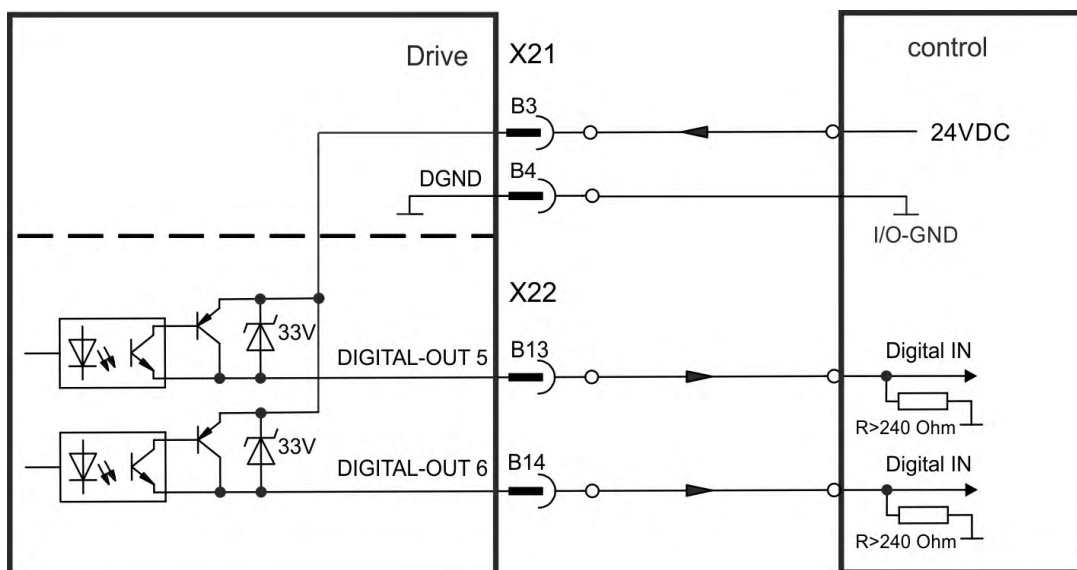 Drive
X21
control
B3
24VDC
DGND
B4
I/O-GND
X22
33V
DIGITAL-OUT 5
B13
Digital IN
R>240 Ohm
33V
DIGITAL-OUT 6
B14
Digital IN
R>240 Ohm